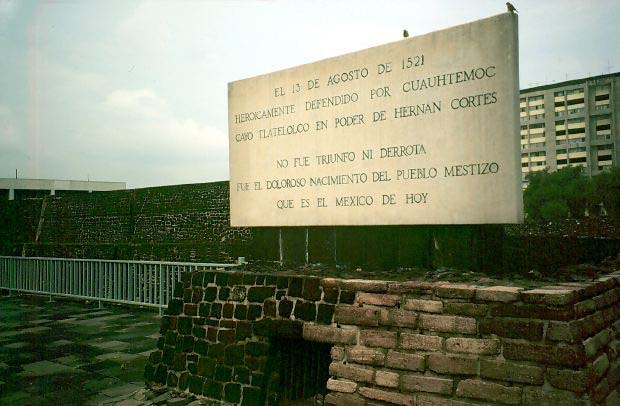 EL 13 DE AGOSTO DE 1521
HEROICAMENTE DEFENDIDO POR CUAUHTEMOC
CAYO TLATELOLCO EN PODER DE HERNAN CORTES
NO FUE TRIUNFO NI DERROTA
FUE EL DOLOROSO NACIMIENTO DEL PUEBLO MESTIZO
QUE ES EL MEXICO DE HOY